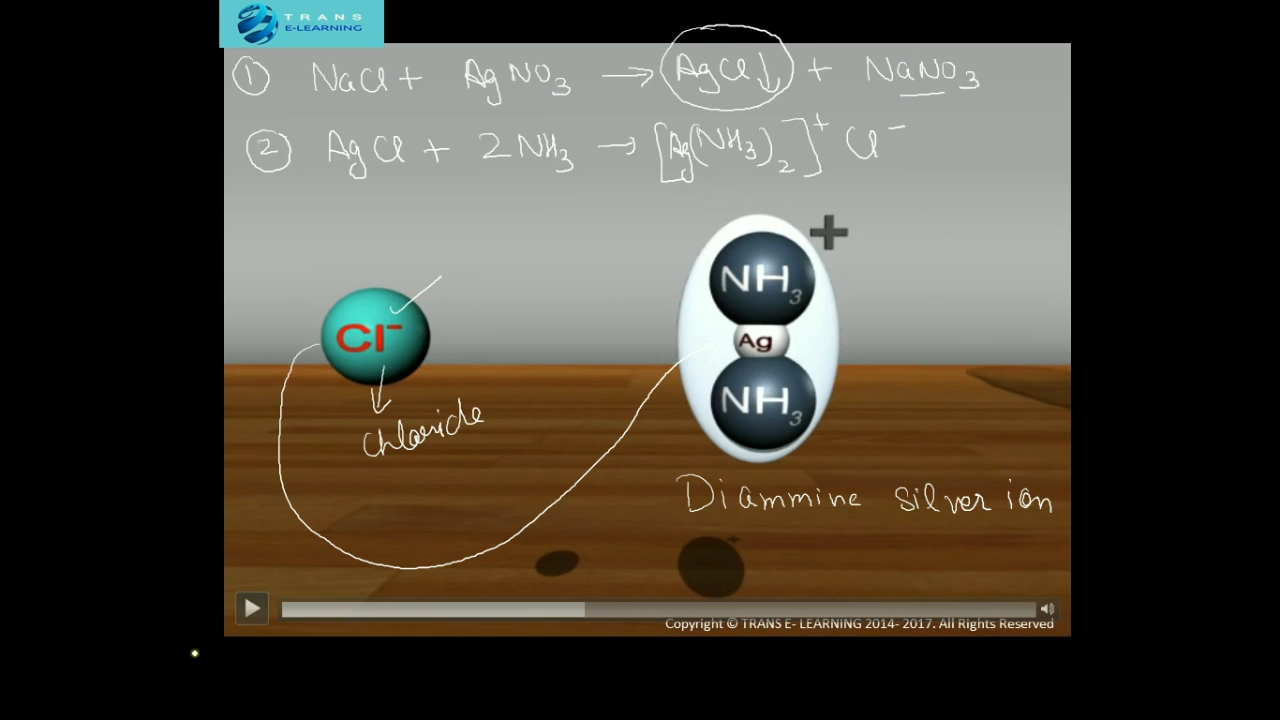 TRANS
E-LEARNING
① NaCl + AgNO₃ → AgCl↓ + NaNO₃
② AgCl + 2NH₃ → [Ag(NH₃)₂]⁺ Cl⁻
+
NH₃
Cl⁻
Ag
NH₃
chloride
Diammine silver ion
+
Copyright © TRANS E- LEARNING 2014- 2017. All Rights Reserved